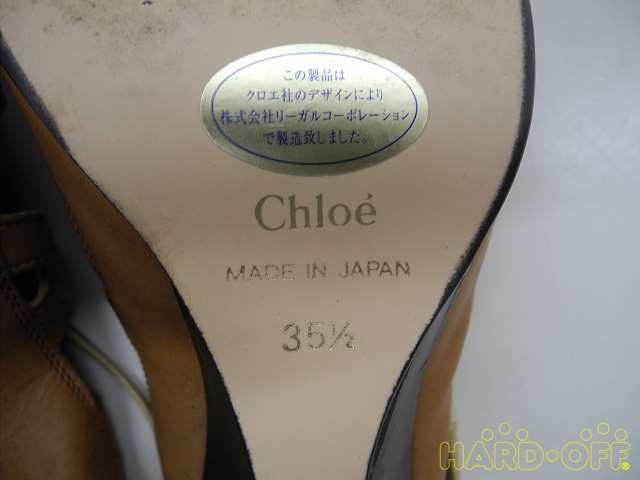 この製品は
クロエ社のデザインにより
株式会社リーガルコーポレーション
で製造致しました。
Chloé
MADE IN JAPAN
35½
HARD·OFF